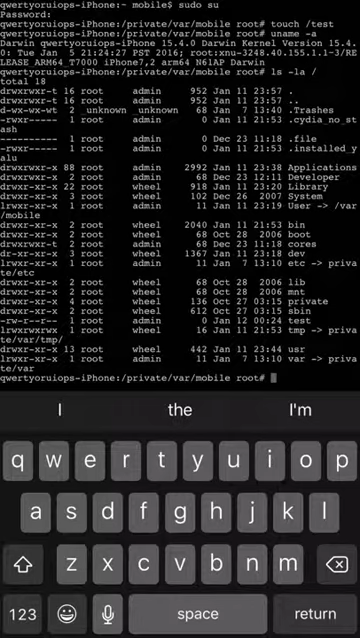 qwertyoruiops-iPhone:~ mobile$ sudo su
Password:
qwertyoruiops-iPhone:/private/var/mobile root# touch /test
qwertyoruiops-iPhone:/private/var/mobile root# uname -a
Darwin qwertyoruiops-iPhone 15.4.0 Darwin Kernel Version 15.4.
0: Tue Jan  5 21:24:27 PST 2016; root:xnu-3248.40.155.1.1~3/RE
LEASE_ARM64_T7000 iPhone7,2 arm64 N61AP Darwin
qwertyoruiops-iPhone:/private/var/mobile root# ls -la /
total 18
drwxrwxr-t 16 root     admin     952 Jan 11 23:57 .
drwxrwxr-t 16 root     admin     952 Jan 11 23:57 ..
d-wx-wx-wt  2 _unknown _unknown   68 Jan  7 13:40 .Trashes
-rwxr-----  1 root     admin       0 Jan 11 21:53 .cydia_no_st
ash
----------  1 root     admin       0 Dec 23 11:18 .file
-rwxr-----  1 root     admin       0 Jan 11 21:53 .installed_y
alu
drwxrwxr-x 88 root     admin    2992 Jan 11 23:38 Applications
drwxrwxr-x  2 root     admin      68 Dec 23 12:11 Developer
drwxrwxr-x 22 root     wheel     918 Jan 11 23:20 Library
drwxr-xr-x  3 root     wheel     102 Dec 26  2007 System
lrwxr-xr-x  1 root     admin      11 Jan 11 23:19 User -> /var
/mobile
drwxr-xr-x  2 root     wheel    2040 Jan 11 21:53 bin
drwxr-xr-x  2 root     wheel      68 Oct 28  2006 boot
drwxrwxr-t  2 root     admin      68 Dec 23 11:18 cores
dr-xr-xr-x  3 root     wheel    1367 Jan 11 23:18 dev
lrwxr-xr-x  1 root     admin      11 Jan  7 13:10 etc -> priva
te/etc
drwxr-xr-x  2 root     wheel      68 Oct 28  2006 lib
drwxr-xr-x  2 root     wheel      68 Oct 28  2006 mnt
drwxr-xr-x  4 root     wheel     136 Oct 27 03:15 private
drwxr-xr-x  2 root     wheel     612 Oct 27 03:15 sbin
-rw-r--r--  1 root     admin       0 Jan 12 00:24 test
lrwxrwxrwx  1 root     wheel      16 Jan 11 21:53 tmp -> priva
te/var/tmp/
drwxr-xr-x 13 root     wheel     442 Jan 11 23:44 usr
lrwxr-xr-x  1 root     admin      11 Jan  7 13:10 var -> priva
te/var
qwertyoruiops-iPhone:/private/var/mobile root#
I the I'm
q w e r t y u i o p
a s d f g h j k l
z x c v b n m
123 space return